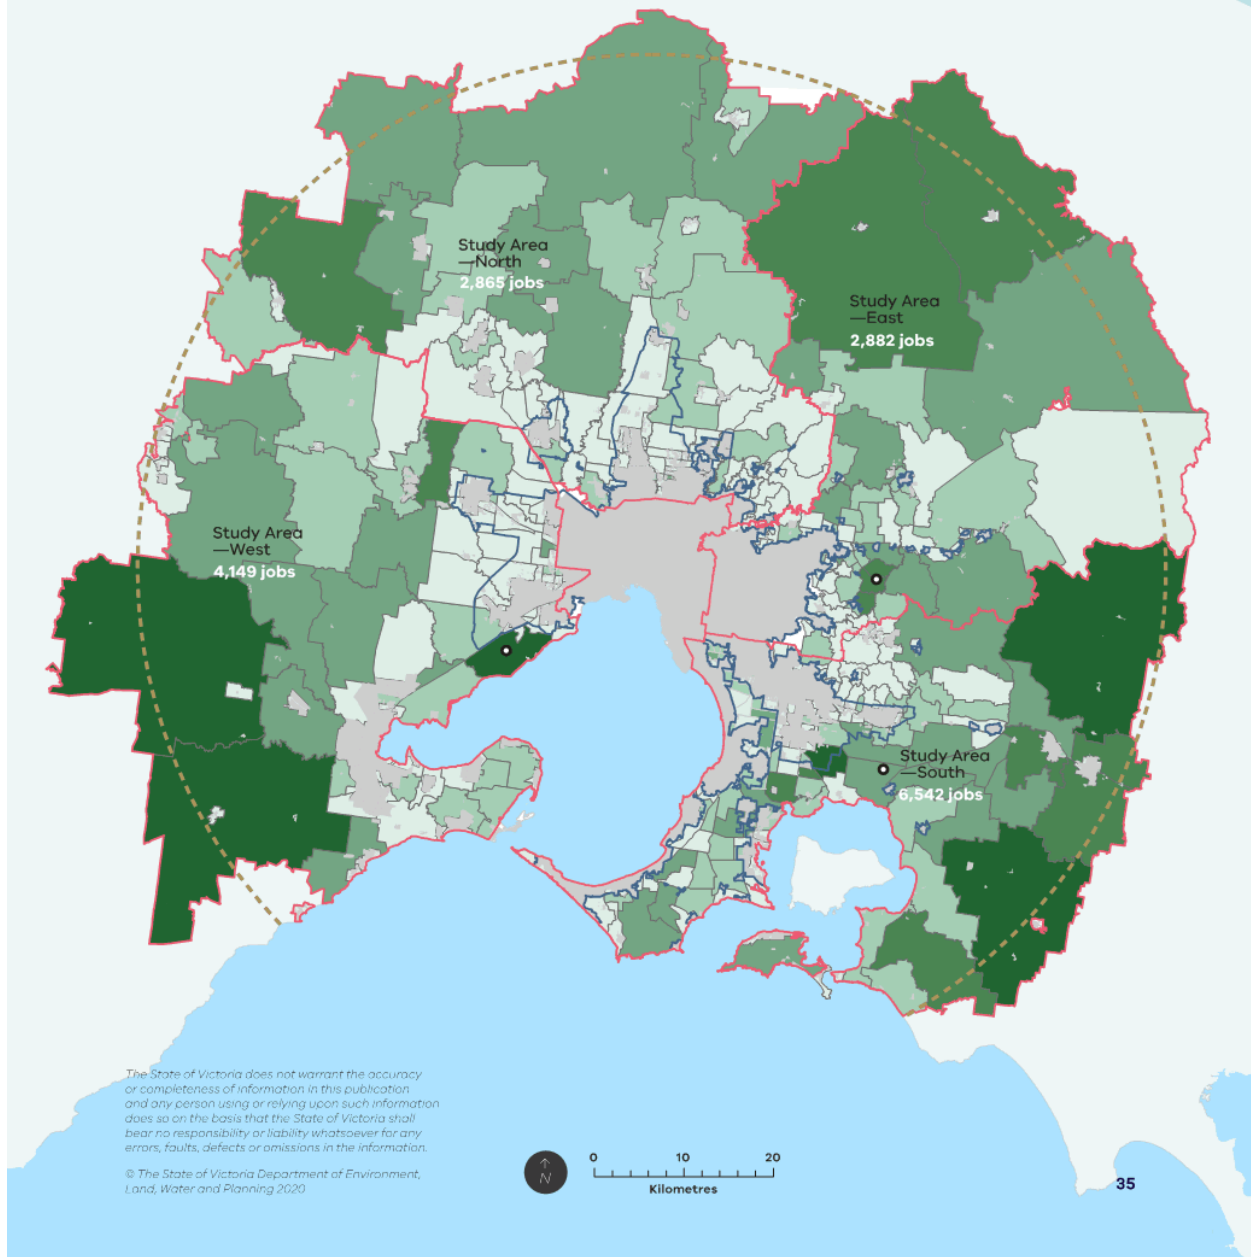 Study Area
—North
2,865 jobs
Study Area
—East
2,882 jobs
Study Area
—West
4,149 jobs
Study Area
—South
6,542 jobs
The State of Victoria does not warrant the accuracy
or completeness of information in this publication
and any person using or relying upon such information
does so on the basis that the State of Victoria shall
bear no responsibility or liability whatsoever for any
errors, faults, defects or omissions in the information.
© The State of Victoria Department of Environment,
Land, Water and Planning 2020
N
0 10 20
Kilometres
35